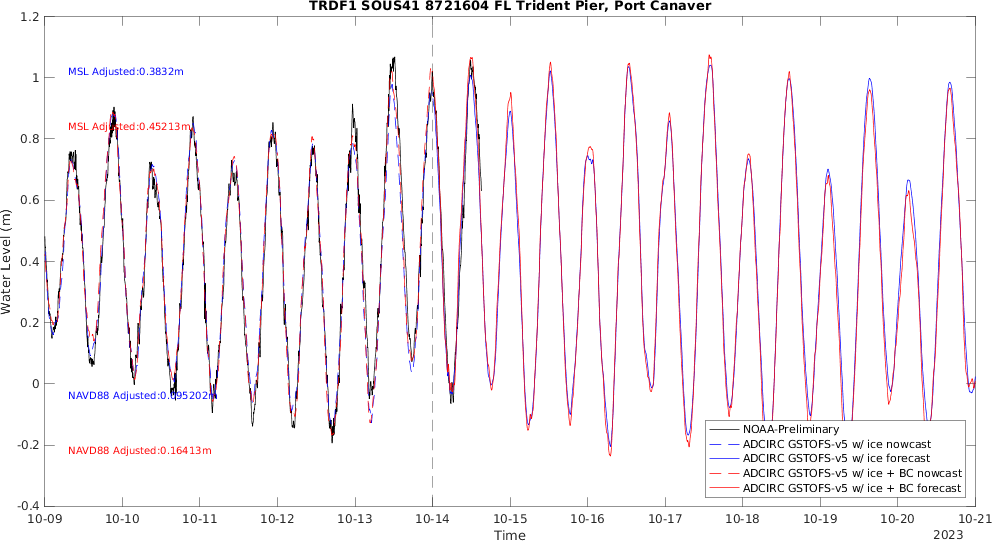 TRDF1 SOUS41 8721604 FL Trident Pier, Port Canaver
1.2
1
0.8
0.6
0.4
0.2
0
-0.2
-0.4
Water Level (m)
MSL Adjusted:0.3832m
MSL Adjusted:0.45213m
NAVD88 Adjusted:0.095202m
NAVD88 Adjusted:0.16413m
NOAA-Preliminary
ADCIRC GSTOFS-v5 w/ ice nowcast
ADCIRC GSTOFS-v5 w/ ice forecast
ADCIRC GSTOFS-v5 w/ ice + BC nowcast
ADCIRC GSTOFS-v5 w/ ice + BC forecast
10-09 10-10 10-11 10-12 10-13 10-14 10-15 10-16 10-17 10-18 10-19 10-20 10-21
Time
2023